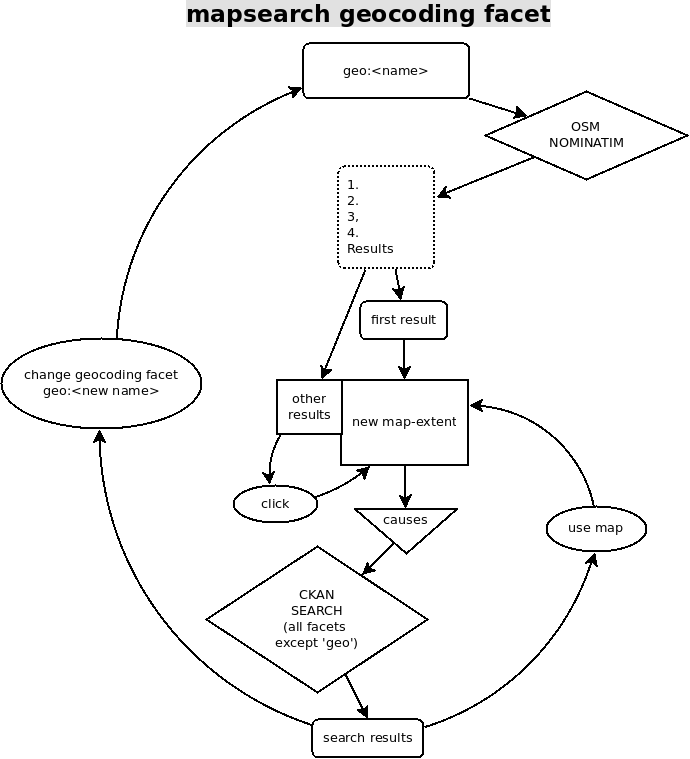 mapsearch geocoding facet
geo:<name>
OSM
NOMINATIM
1.
2.
3,
4.
Results
first result
change geocoding facet
geo:<new name>
other
results
new map-extent
click
causes
use map
CKAN
SEARCH
(all facets
except 'geo')
search results